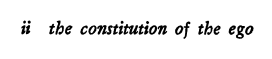 ii the constitution of the ego